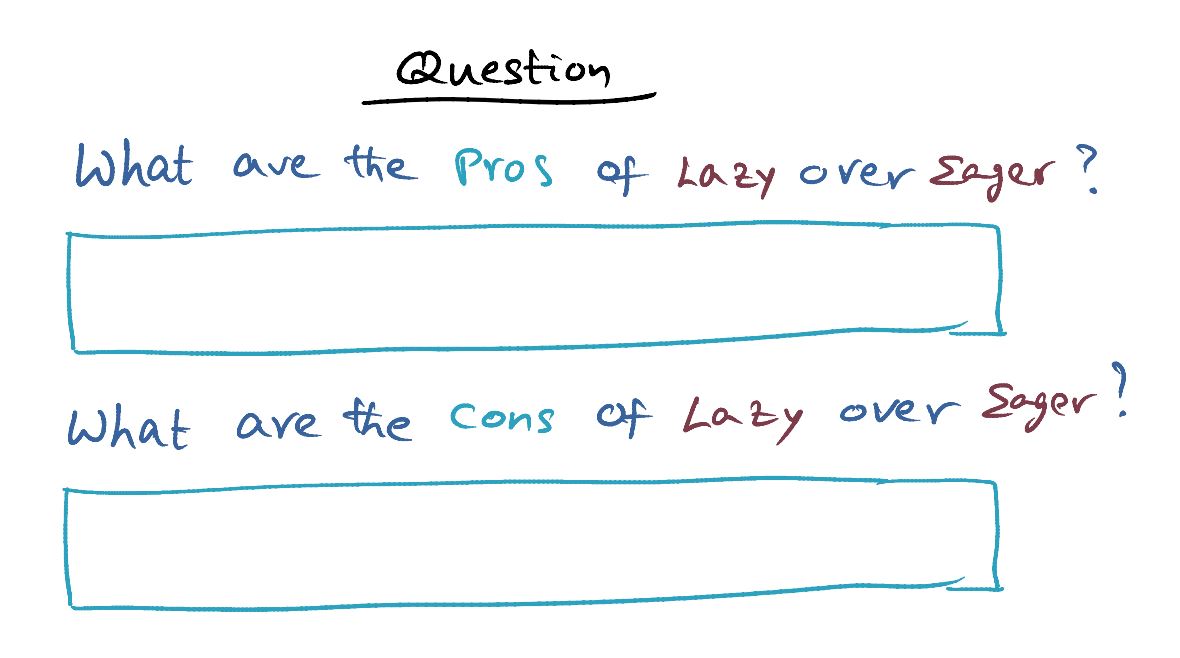 Question
What are the Pros of Lazy over Eager?
What are the Cons of Lazy over Eager?